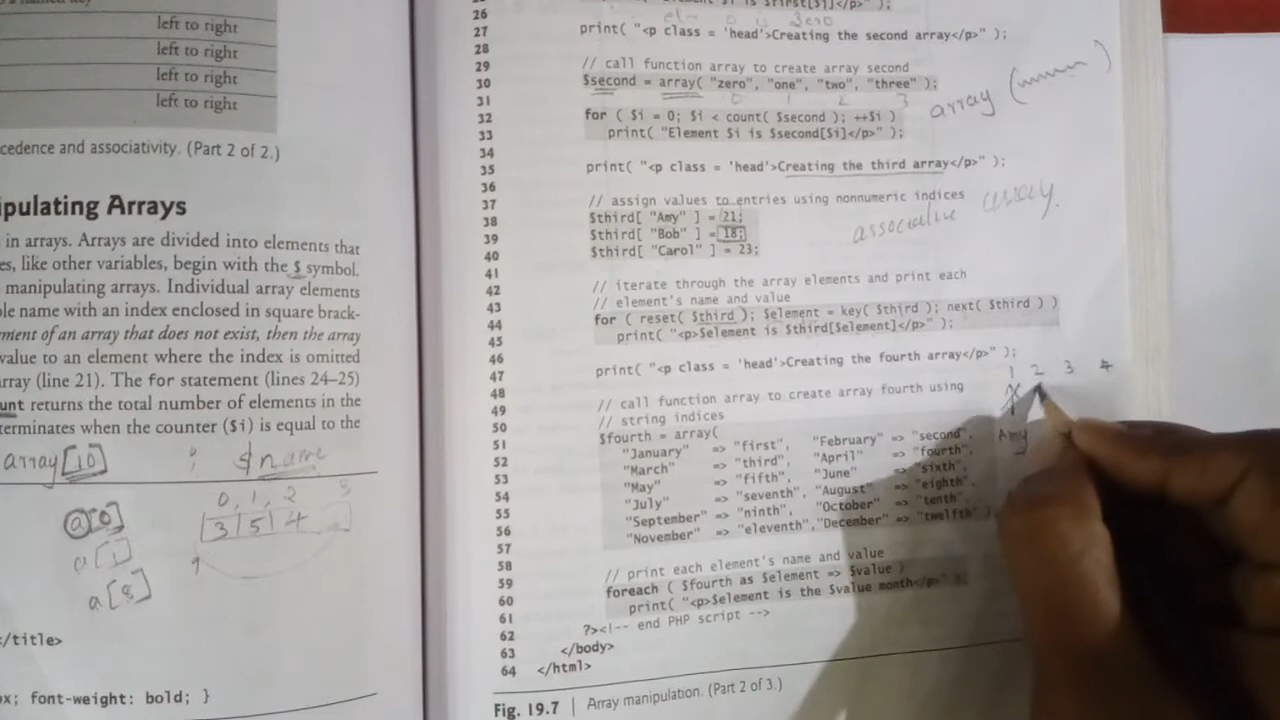 left to right
left to right
left to right
left to right
cedence and associativity. (Part 2 of 2.)
ipulating Arrays
in arrays. Arrays are divided into elements that
es, like other variables, begin with the $ symbol.
manipulating arrays. Individual array elements
ole name with an index enclosed in square brack-
ment of an array that does not exist, then the array
value to an element where the index is omitted
rray (line 21). The for statement (lines 24–25)
unt returns the total number of elements in the
terminates when the counter ($i) is equal to the
array[10] ; $name
0, 1, 2 3
3 5 4
a[0]
a[1]
a[8]
</title>
ox; font-weight: bold; }
26
0 is zero
27 print( "<p class = 'head'>Creating the second array</p>" );
28
29 // call function array to create array second
30 $second = array( "zero", "one", "two", "three" );
0 1 2 3
array ( )
31
32 for ( $i = 0; $i < count( $second ); ++$i )
33 print( "Element $i is $second[$i]</p>" );
34
35 print( "<p class = 'head'>Creating the third array</p>" );
36
37 // assign values to entries using nonnumeric indices
38 $third[ "Amy" ] = 21;
39 $third[ "Bob" ] = 18;
40 $third[ "Carol" ] = 23;
associative array.
41
42 // iterate through the array elements and print each
43 // element's name and value
44 for ( reset( $third ); $element = key( $third ); next( $third ) )
45 print( "<p>$element is $third[$element]</p>" );
46
47 print( "<p class = 'head'>Creating the fourth array</p>" );
1 2 3 4
48
49 // call function array to create array fourth using
50 // string indices
51 $fourth = array(
52 "January" => "first", "February" => "second",
53 "March" => "third", "April" => "fourth",
54 "May" => "fifth", "June" => "sixth",
55 "July" => "seventh", "August" => "eighth",
56 "September" => "ninth", "October" => "tenth",
57 "November" => "eleventh","December" => "twelfth" );
Amy
58
59 // print each element's name and value
60 foreach ( $fourth as $element => $value )
61 print( "<p>$element is the $value month</p>" );
62 ?><!-- end PHP script -->
63 </body>
64 </html>
Fig. 19.7 | Array manipulation. (Part 2 of 3.)